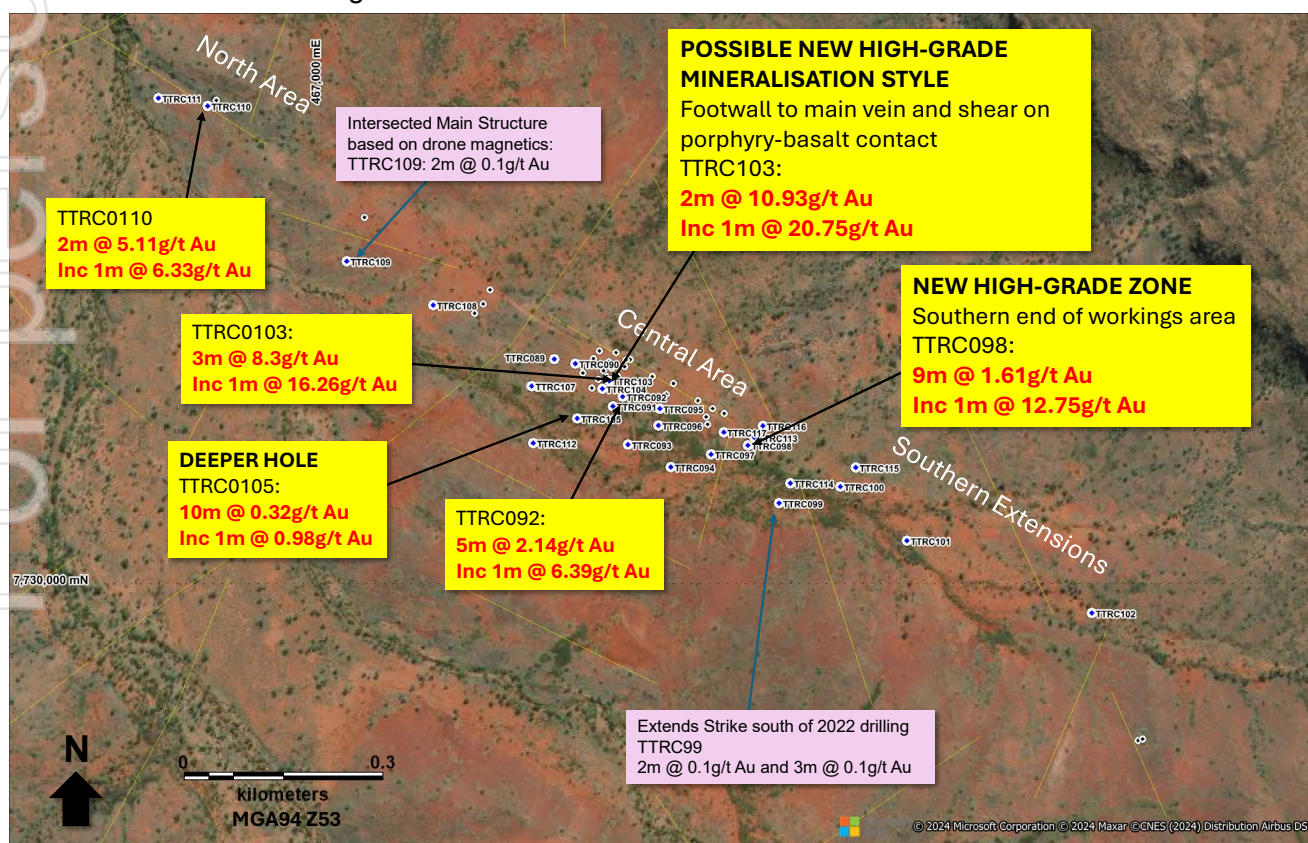 North Area
467,000 mE
TTRC111
TTRC110
Intersected Main Structure
based on drone magnetics:
TTRC109: 2m @ 0.1g/t Au
POSSIBLE NEW HIGH-GRADE
MINERALISATION STYLE
Footwall to main vein and shear on
porphyry-basalt contact
TTRC103:
2m @ 10.93g/t Au
Inc 1m @ 20.75g/t Au
TTRC0110
2m @ 5.11g/t Au
Inc 1m @ 6.33g/t Au
TTRC109
TTRC108
NEW HIGH-GRADE ZONE
Southern end of workings area
TTRC098:
9m @ 1.61g/t Au
Inc 1m @ 12.75g/t Au
TTRC0103:
3m @ 8.3g/t Au
Inc 1m @ 16.26g/t Au
Central Area
TTRC089
TTRC090
TTRC107
TTRC103
TTRC104
TTRC092
TTRC091
TTRC095
TTRC096
TTRC112
TTRC093
TTRC094
TTRC097
TTRC117
TTRC116
TTRC113
TTRC098
TTRC115
TTRC114
TTRC100
TTRC099
TTRC101
TTRC102
Southern Extensions
DEEPER HOLE
TTRC0105:
10m @ 0.32g/t Au
Inc 1m @ 0.98g/t Au
TTRC092:
5m @ 2.14g/t Au
Inc 1m @ 6.39g/t Au
7,730,000 mN
Extends Strike south of 2022 drilling
TTRC99
2m @ 0.1g/t Au and 3m @ 0.1g/t Au
N
0 0.3
kilometers
MGA94 Z53
© 2024 Microsoft Corporation © 2024 Maxar ©CNES (2024) Distribution Airbus DS